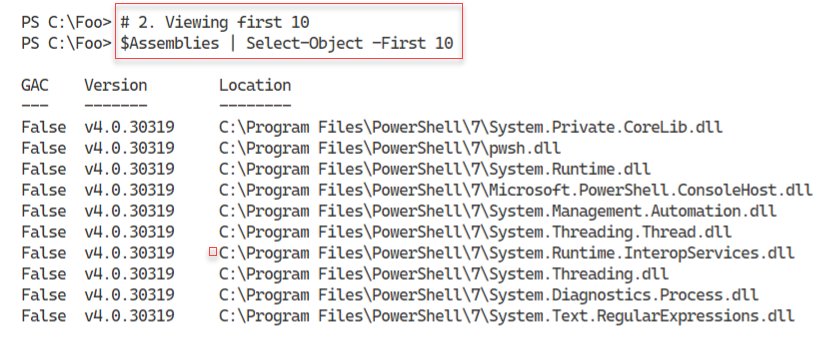 PS C:\Foo> # 2. Viewing first 10
PS C:\Foo> $Assemblies | Select-Object -First 10
GAC Version Location
--- ------- --------
False v4.0.30319 C:\Program Files\PowerShell\7\System.Private.CoreLib.dll
False v4.0.30319 C:\Program Files\PowerShell\7\pwsh.dll
False v4.0.30319 C:\Program Files\PowerShell\7\System.Runtime.dll
False v4.0.30319 C:\Program Files\PowerShell\7\Microsoft.PowerShell.ConsoleHost.dll
False v4.0.30319 C:\Program Files\PowerShell\7\System.Management.Automation.dll
False v4.0.30319 C:\Program Files\PowerShell\7\System.Threading.Thread.dll
False v4.0.30319 C:\Program Files\PowerShell\7\System.Runtime.InteropServices.dll
False v4.0.30319 C:\Program Files\PowerShell\7\System.Threading.dll
False v4.0.30319 C:\Program Files\PowerShell\7\System.Diagnostics.Process.dll
False v4.0.30319 C:\Program Files\PowerShell\7\System.Text.RegularExpressions.dll